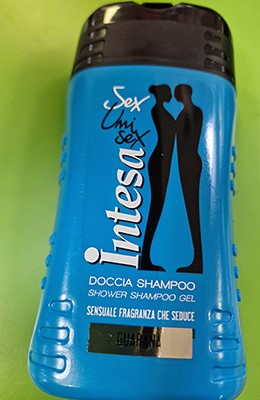 Sex
Uni
sex
intesa
DOCCIA SHAMPOO
SHOWER SHAMPOO GEL
SENSUALE FRAGRANZA CHE SEDUCE
GUARANA